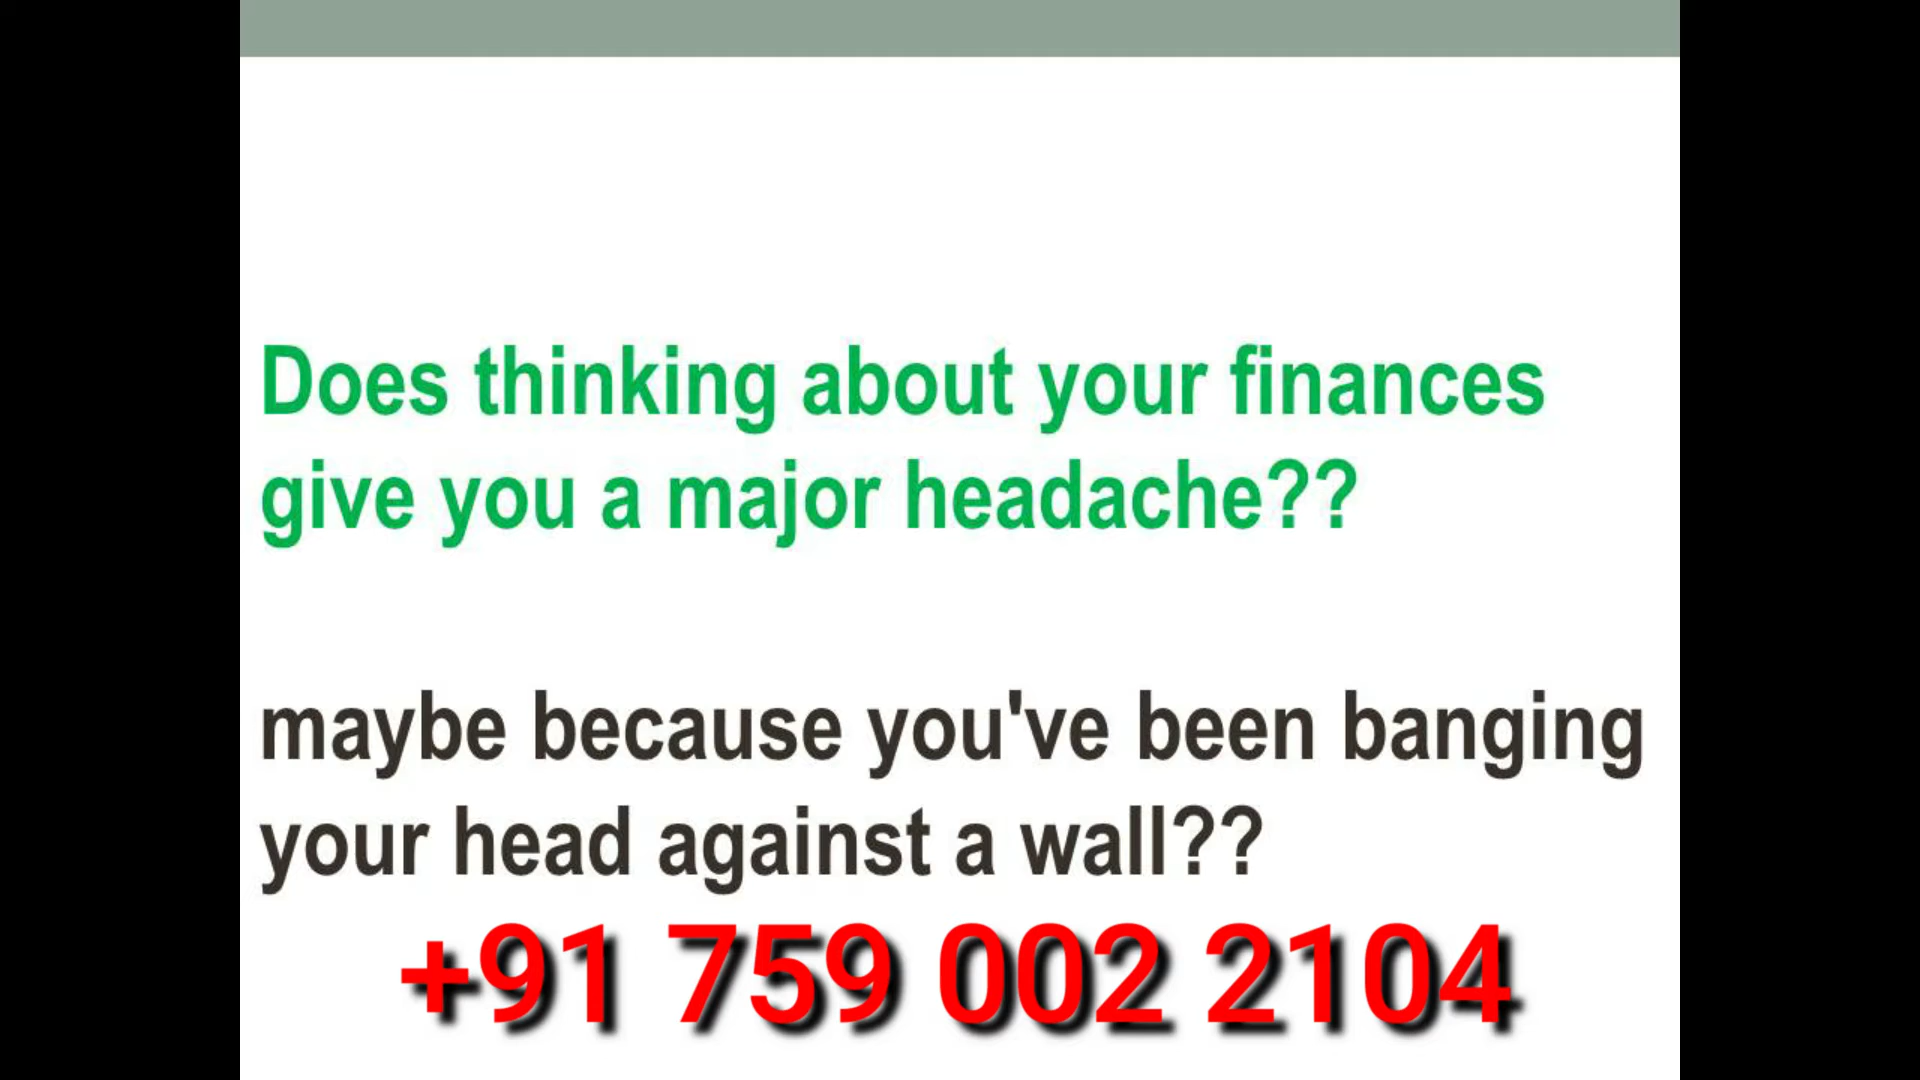 Does thinking about your finances
give you a major headache??
maybe because you've been banging
your head against a wall??
+91 759 002 2104